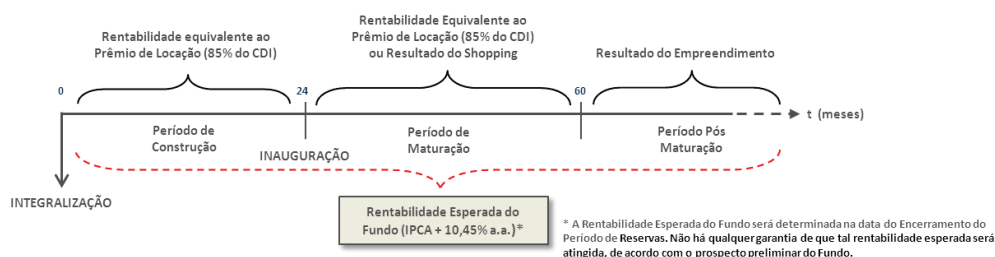 Rentabilidade equivalente ao
Prêmio de Locação (85% do CDI)
Rentabilidade Equivalente ao
Prêmio de Locação (85% do CDI)
ou Resultado do Shopping
Resultado do Empreendimento
0
24
60
t (meses)
Período de
Construção
INAUGURAÇÃO
Período de
Maturação
Período Pós
Maturação
INTEGRALIZAÇÃO
Rentabilidade Esperada do
Fundo (IPCA + 10,45% a.a.)*
* A Rentabilidade Esperada do Fundo será determinada na data do Encerramento do
Período de Reservas. Não há qualquer garantia de que tal rentabilidade esperada será
atingida, de acordo com o prospecto preliminar do Fundo.